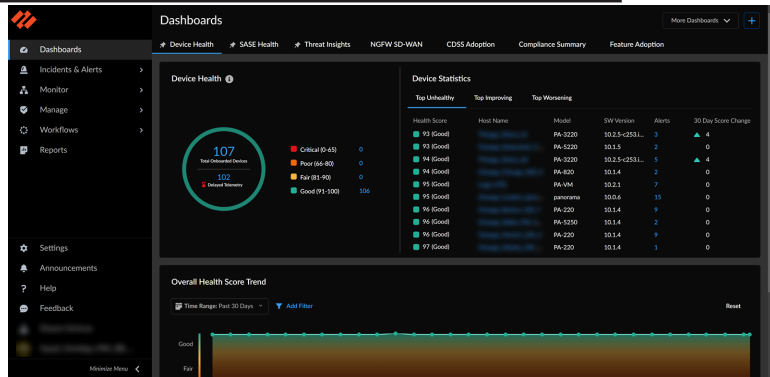 Dashboards
More Dashboards
+
Device Health
SASE Health
Threat Insights
NGFW SD-WAN
CDSS Adoption
Compliance Summary
Feature Adoption
Dashboards
Incidents & Alerts
Monitor
Manage
Workflows
Reports
Settings
Announcements
Help
Feedback
Minimize Menu
Device Health
107
Total Onboarded Devices
102
Delayed Telemetry
Critical (0-65) 0
Poor (66-80) 0
Fair (81-90) 0
Good (91-100) 106
Device Statistics
Top Unhealthy Top Improving Top Worsening
Health Score Host Name Model SW Version Alerts 30 Day Score Change
93 (Good) PA-3220 10.2.5-c253.i... 3 4
93 (Good) PA-5220 10.1.5 2 0
94 (Good) PA-3220 10.2.5-c253.i... 5 4
94 (Good) PA-820 10.1.4 2 0
95 (Good) PA-VM 10.2.1 7 0
95 (Good) panorama 10.0.6 15 0
96 (Good) PA-220 10.1.4 9 0
96 (Good) PA-5250 10.1.4 2 0
96 (Good) PA-220 10.1.4 9 0
97 (Good) PA-220 10.1.4 1 0
Overall Health Score Trend
Time Range: Past 30 Days
Add Filter
Reset
Good
Fair